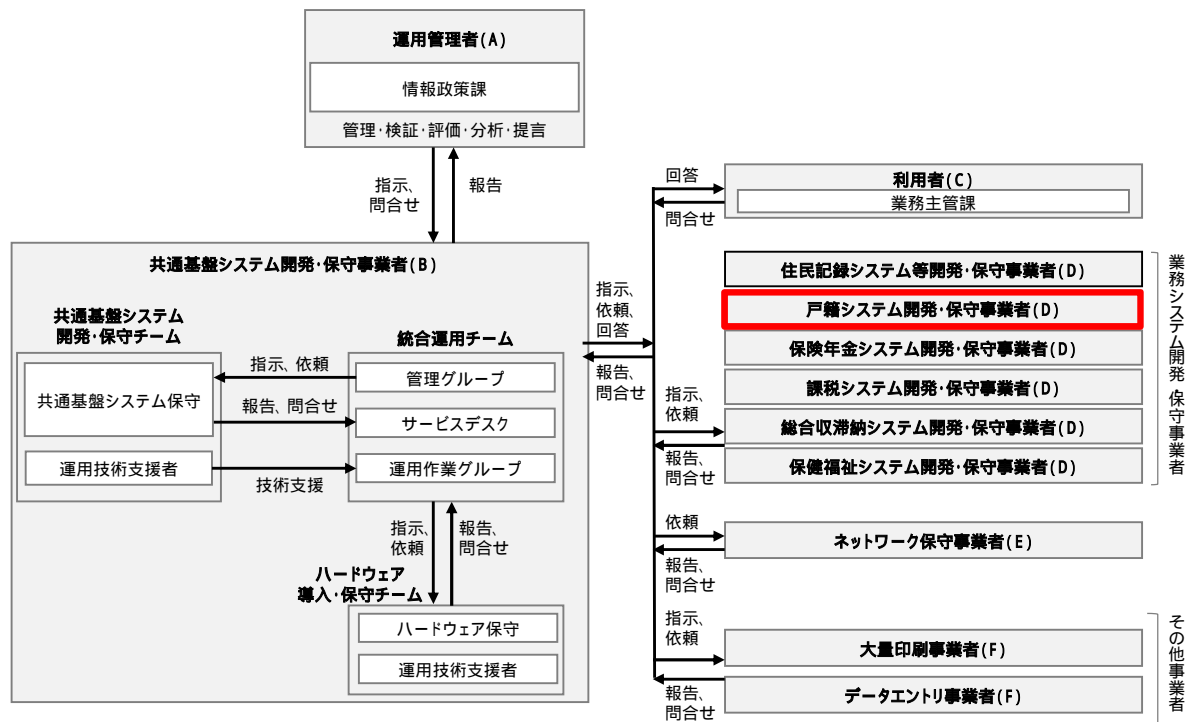 運用管理者(A)
情報政策課
管理・検証・評価・分析・提言
指示、
問合せ
報告
共通基盤システム開発・保守事業者(B)
共通基盤システム
開発・保守チーム
共通基盤システム保守
運用技術支援者
指示、依頼
報告、問合せ
技術支援
統合運用チーム
管理グループ
サービスデスク
運用作業グループ
指示、
依頼
報告、
問合せ
ハードウェア
導入・保守チーム
ハードウェア保守
運用技術支援者
指示、
依頼、
回答
報告、
問合せ
回答
問合せ
利用者(C)
業務主管課
住民記録システム等開発・保守事業者(D)
戸籍システム開発・保守事業者(D)
保険年金システム開発・保守事業者(D)
課税システム開発・保守事業者(D)
総合収滞納システム開発・保守事業者(D)
保健福祉システム開発・保守事業者(D)
指示、
依頼
報告、
問合せ
業務システム開発・保守事業者
依頼
報告、
問合せ
ネットワーク保守事業者(E)
指示、
依頼
報告、
問合せ
大量印刷事業者(F)
データエントリ事業者(F)
その他事業者